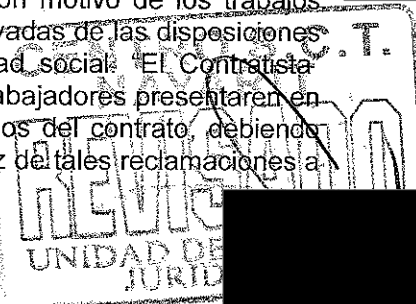 con motivo de los trabajos
vadas de las disposiciones
C.T.
ad social. "El Contratista
abajadores presentaren en
os del contrato, debiendo
z de tales reclamaciones a
REVISADO
UNIDAD DE
JURID